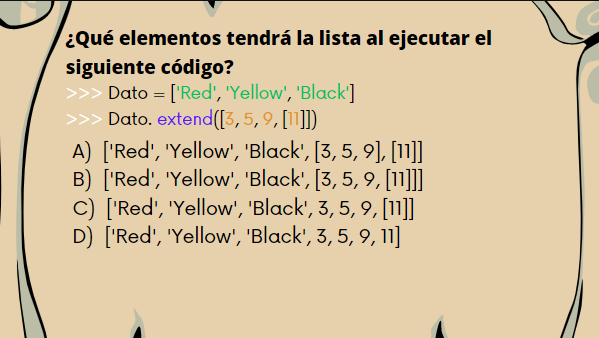 ¿Qué elementos tendrá la lista al ejecutar el
siguiente código?
>>> Dato = ['Red', 'Yellow', 'Black']
>>> Dato. extend([3, 5, 9, [11]])
A) ['Red', 'Yellow', 'Black', [3, 5, 9], [11]]
B) ['Red', 'Yellow', 'Black', [3, 5, 9, [11]]]
C) ['Red', 'Yellow', 'Black', 3, 5, 9, [11]]
D) ['Red', 'Yellow', 'Black', 3, 5, 9, 11]